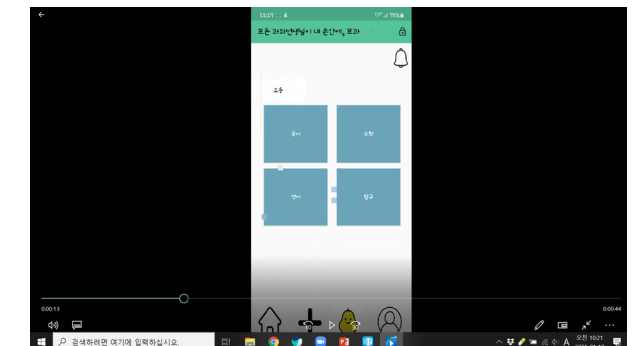 모든 과외선생님이 내 손안에, 모과
고등
국어
수학
영어
탐구
0:00:13
0:00:44
10
검색하려면 여기에 입력하십시오.
A
오전 10:21